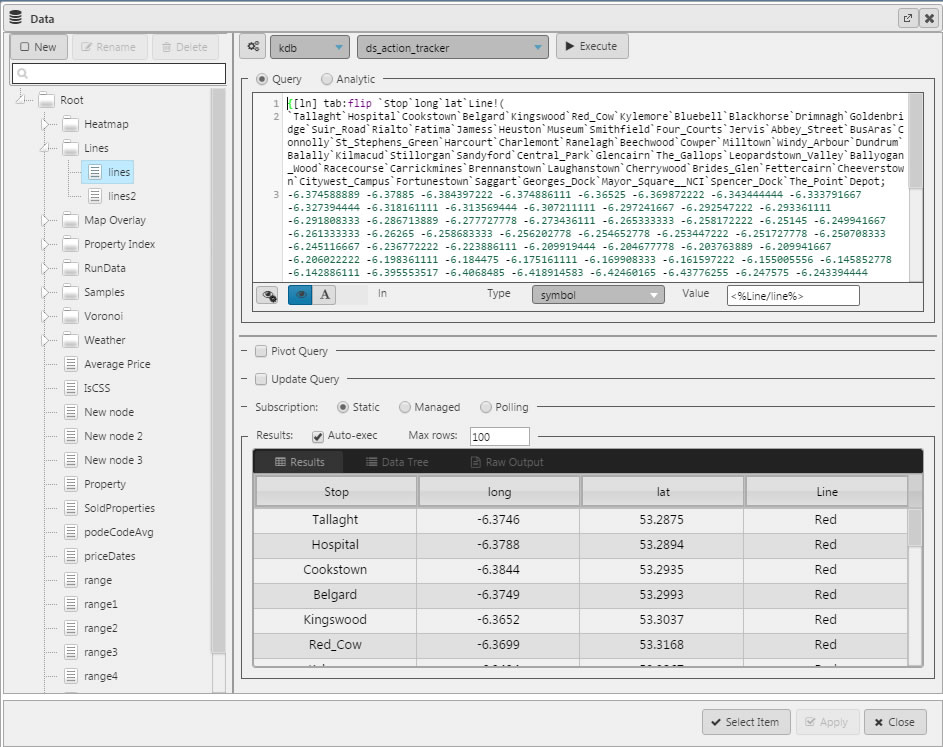 Data
New
Rename
Delete
Root
Heatmap
Lines
lines
lines2
Map Overlay
Property Index
RunData
Samples
Voronoi
Weather
Average Price
IsCSS
New node
New node 2
New node 3
Property
SoldProperties
podeCodeAvg
priceDates
range
range1
range2
range3
range4
kdb
ds_action_tracker
Execute
Query
Analytic
1 {[ln] tab:flip `Stop`long`lat`Line!(
2 `Tallaght`Hospital`Cookstown`Belgard`Kingswood`Red_Cow`Kylemore`Bluebell`Blackhorse`Drimnagh`Goldenbri
dge`Suir_Road`Rialto`Fatima`Jamess`Heuston`Museum`Smithfield`Four_Courts`Jervis`Abbey_Street`BusAras`C
onnolly`St_Stephens_Green`Harcourt`Charlemont`Ranelagh`Beechwood`Cowper`Milltown`Windy_Arbour`Dundrum`
Balally`Kilmacud`Stillorgan`Sandyford`Central_Park`Glencairn`The_Gallops`Leopardstown_Valley`Ballyogan
_Wood`Racecourse`Carrickmines`Brennanstown`Laughanstown`Cherrywood`Brides_Glen`Fettercairn`Cheeverstow
n`Citywest_Campus`Fortunestown`Saggart`Georges_Dock`Mayor_Square__NCI`Spencer_Dock`The_Point`Depot;
3 -6.374588889 -6.37885 -6.384397222 -6.374886111 -6.36525 -6.369872222 -6.343444444 -6.333791667
-6.327394444 -6.318161111 -6.313569444 -6.307211111 -6.297241667 -6.292547222 -6.293361111
-6.291808333 -6.286713889 -6.277727778 -6.273436111 -6.265333333 -6.258172222 -6.25145 -6.249941667
-6.261333333 -6.26265 -6.258683333 -6.256202778 -6.254652778 -6.253447222 -6.251727778 -6.250708333
-6.245116667 -6.236772222 -6.223886111 -6.209919444 -6.204677778 -6.203763889 -6.209941667
-6.206022222 -6.198361111 -6.184475 -6.175161111 -6.169908333 -6.161597222 -6.155005556 -6.145852778
-6.142886111 -6.395553517 -6.4068485 -6.418914583 -6.42460165 -6.43776255 -6.247575 -6.243394444
A
In
Type
symbol
Value
<%Line/line%>
Pivot Query
Update Query
Subscription:
Static
Managed
Polling
Results:
Auto-exec
Max rows:
100
Results
Data Tree
Raw Output
Stop long lat Line
Tallaght -6.3746 53.2875 Red
Hospital -6.3788 53.2894 Red
Cookstown -6.3844 53.2935 Red
Belgard -6.3749 53.2993 Red
Kingswood -6.3652 53.3037 Red
Red_Cow -6.3699 53.3168 Red
Select Item
Apply
Close